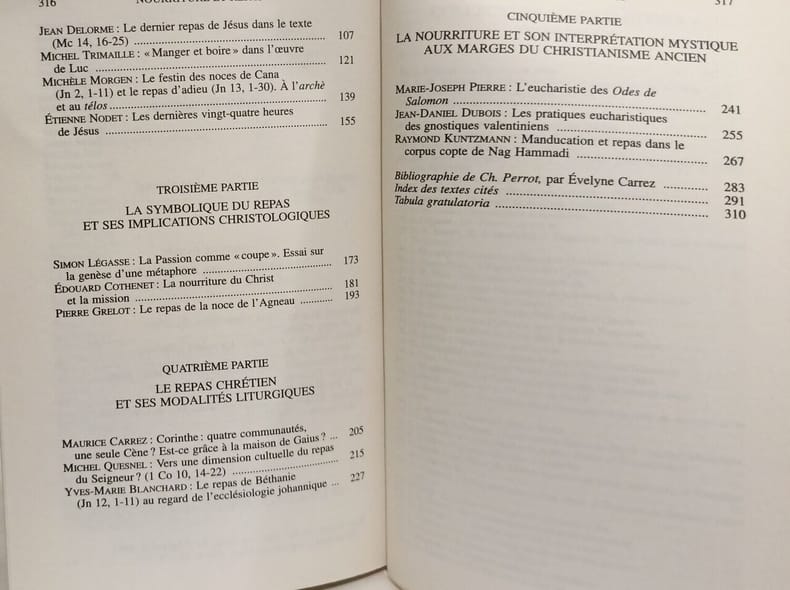 316
JEAN DELORME : Le dernier repas de Jésus dans le texte
(Mc 14, 16-25) ........ 107
MICHEL TRIMAILLE : « Manger et boire » dans l'œuvre
de Luc ........ 121
MICHÈLE MORGEN : Le festin des noces de Cana
(Jn 2, 1-11) et le repas d'adieu (Jn 13, 1-30). À l'archè
et au télos ........ 139
ÉTIENNE NODET : Les dernières vingt-quatre heures
de Jésus ........ 155
TROISIÈME PARTIE
LA SYMBOLIQUE DU REPAS
ET SES IMPLICATIONS CHRISTOLOGIQUES
SIMON LÉGASSE : La Passion comme « coupe ». Essai sur
la genèse d'une métaphore ........ 173
ÉDOUARD COTHENET : La nourriture du Christ
et la mission ........ 181
PIERRE GRELOT : Le repas de la noce de l'Agneau ........ 193
QUATRIÈME PARTIE
LE REPAS CHRÉTIEN
ET SES MODALITÉS LITURGIQUES
MAURICE CARREZ : Corinthe : quatre communautés,
une seule Cène ? Est-ce grâce à la maison de Gaius ? ... 205
MICHEL QUESNEL : Vers une dimension cultuelle du repas
du Seigneur ? (1 Co 10, 14-22) ........ 215
YVES-MARIE BLANCHARD : Le repas de Béthanie
(Jn 12, 1-11) au regard de l'ecclésiologie johannique ... 227
317
CINQUIÈME PARTIE
LA NOURRITURE ET SON INTERPRÉTATION MYSTIQUE
AUX MARGES DU CHRISTIANISME ANCIEN
MARIE-JOSEPH PIERRE : L'eucharistie des Odes de
Salomon ........ 241
JEAN-DANIEL DUBOIS : Les pratiques eucharistiques
des gnostiques valentiniens ........ 255
RAYMOND KUNTZMANN : Manducation et repas dans le
corpus copte de Nag Hammadi ........ 267
Bibliographie de Ch. Perrot, par Évelyne Carrez ........ 283
Index des textes cités ........ 291
Tabula gratulatoria ........ 310